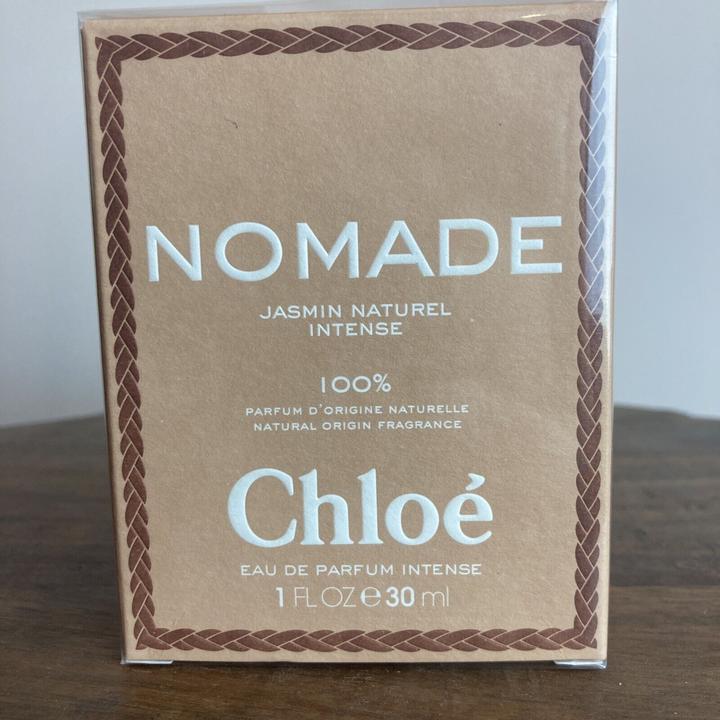 NOMADE
JASMIN NATUREL
INTENSE
100%
PARFUM D'ORIGINE NATURELLE
NATURAL ORIGIN FRAGRANCE
Chloé
EAU DE PARFUM INTENSE
1 FL OZ ℮ 30 ml